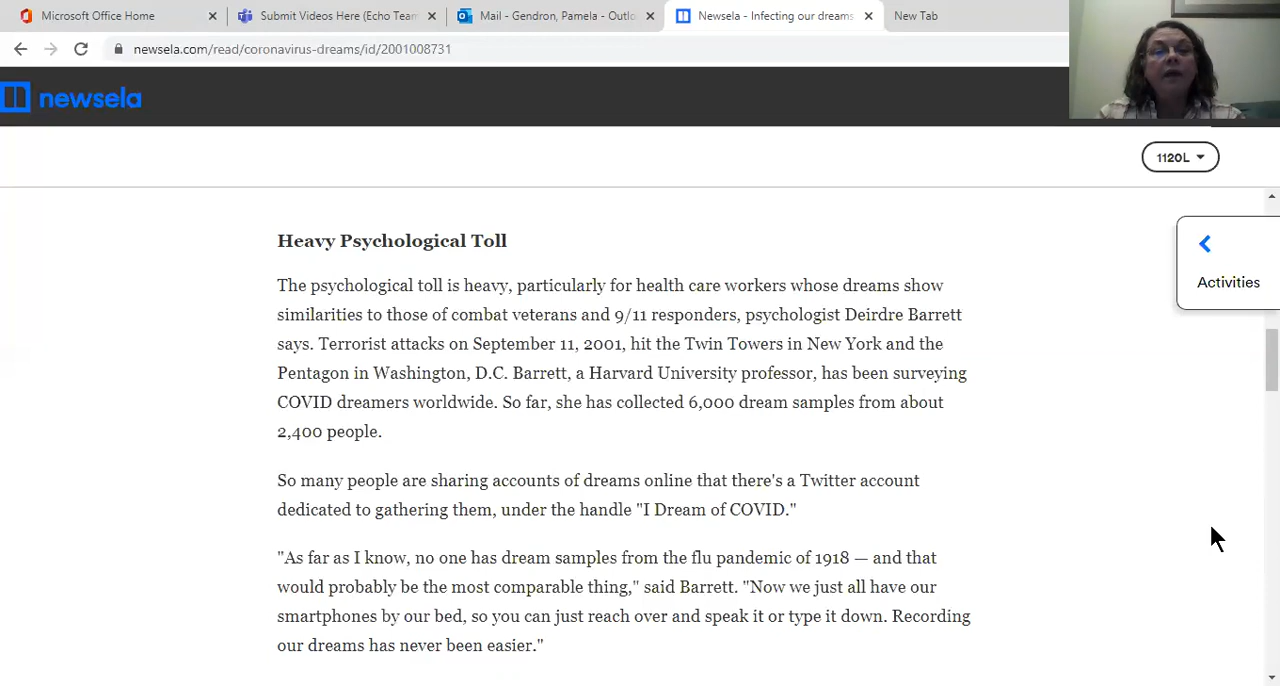 Microsoft Office Home
Submit Videos Here (Echo Team
Mail - Gendron, Pamela - Outlo
Newsela - Infecting our dreams
New Tab
newsela.com/read/coronavirus-dreams/id/2001008731
newsela
1120L
Activities
Heavy Psychological Toll
The psychological toll is heavy, particularly for health care workers whose dreams show
similarities to those of combat veterans and 9/11 responders, psychologist Deirdre Barrett
says. Terrorist attacks on September 11, 2001, hit the Twin Towers in New York and the
Pentagon in Washington, D.C. Barrett, a Harvard University professor, has been surveying
COVID dreamers worldwide. So far, she has collected 6,000 dream samples from about
2,400 people.
So many people are sharing accounts of dreams online that there's a Twitter account
dedicated to gathering them, under the handle "I Dream of COVID."
"As far as I know, no one has dream samples from the flu pandemic of 1918 — and that
would probably be the most comparable thing," said Barrett. "Now we just all have our
smartphones by our bed, so you can just reach over and speak it or type it down. Recording
our dreams has never been easier."